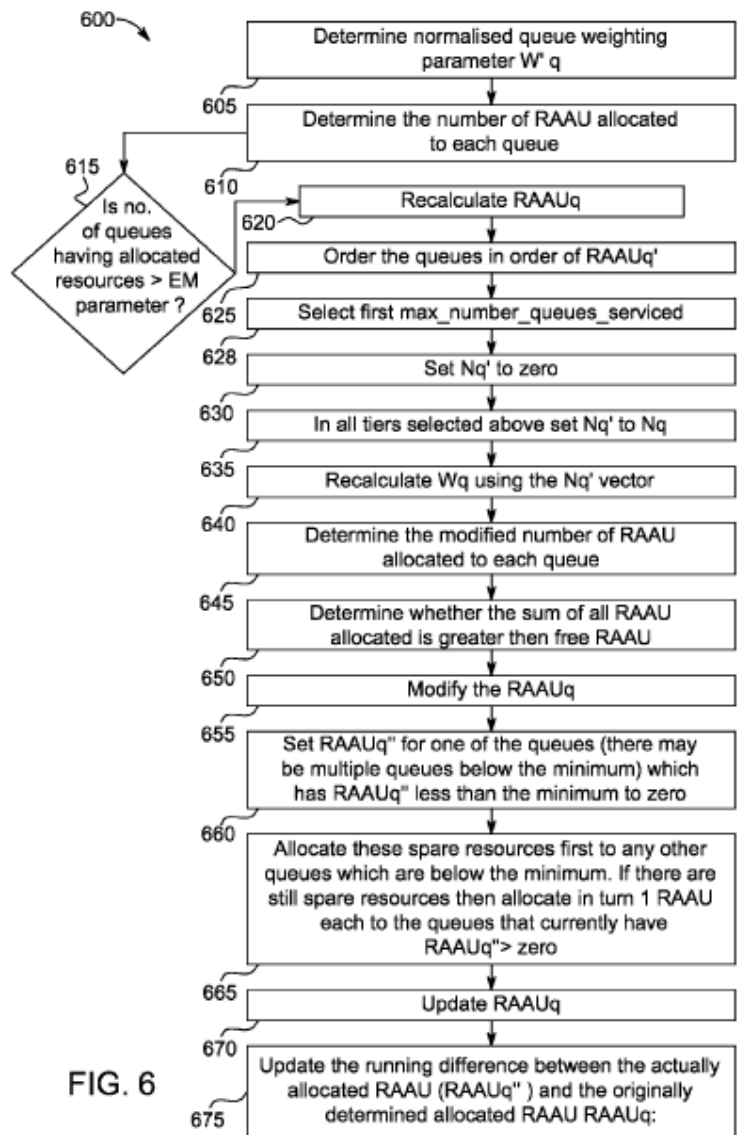 600
Determine normalised queue weighting
parameter W' q
605
Determine the number of RAAU allocated
to each queue
610
615
Is no.
of queues
having allocated
resources > EM
parameter ?
Recalculate RAAUq
620
Order the queues in order of RAAUq'
625
Select first max_number_queues_serviced
628
Set Nq' to zero
630
In all tiers selected above set Nq' to Nq
635
Recalculate Wq using the Nq' vector
640
Determine the modified number of RAAU
allocated to each queue
645
Determine whether the sum of all RAAU
allocated is greater then free RAAU
650
Modify the RAAUq
655
Set RAAUq" for one of the queues (there may
be multiple queues below the minimum) which
has RAAUq" less than the minimum to zero
660
Allocate these spare resources first to any other
queues which are below the minimum. If there are
still spare resources then allocate in turn 1 RAAU
each to the queues that currently have
RAAUq"> zero
665
Update RAAUq
670
Update the running difference between the actually
allocated RAAU (RAAUq" ) and the originally
determined allocated RAAU RAAUq:
675
FIG. 6